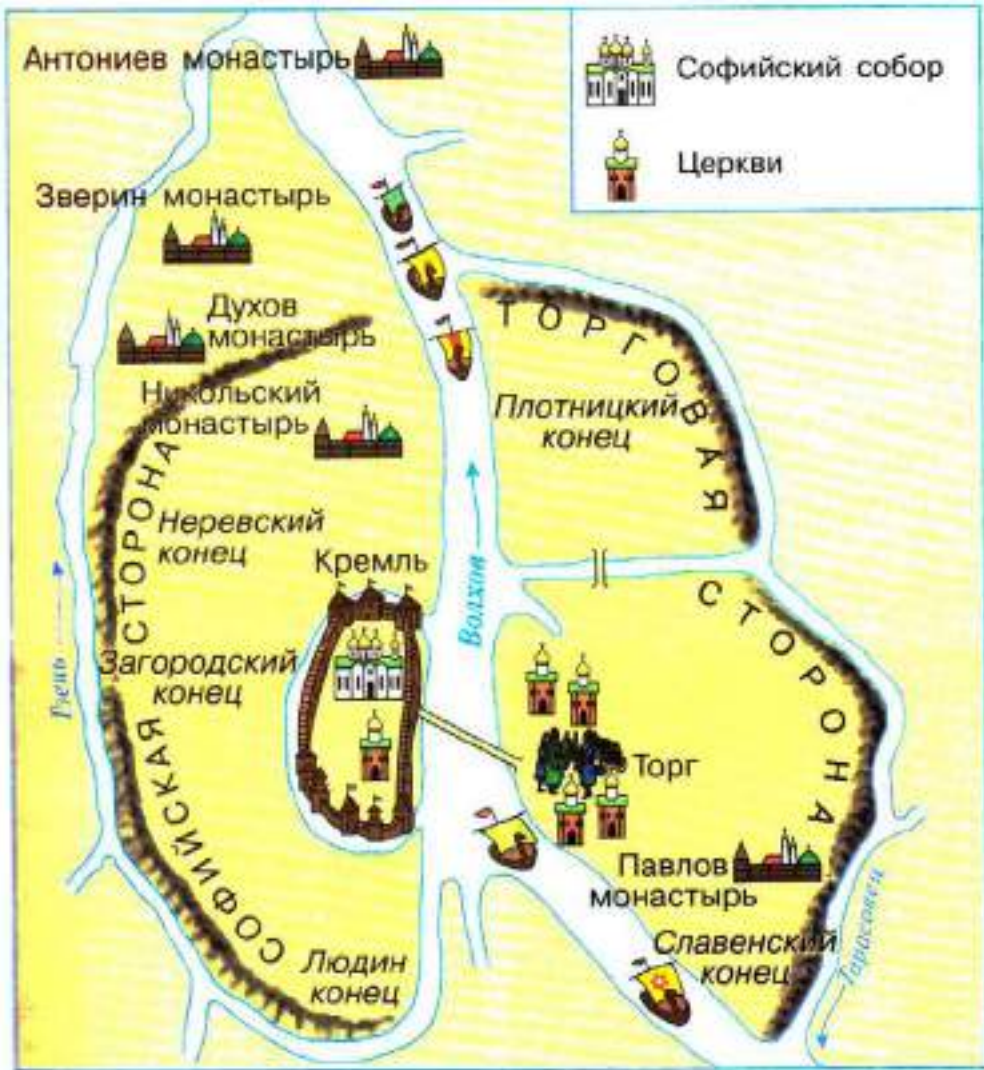 Антониев монастырь
Софийский собор
Церкви
Зверин монастырь
Духов
монастырь
Никольский
монастырь
ТОРГОВАЯ
СТОРОНА
Плотницкий
конец
Неревский
конец
Кремль
Волхов
Загородский
конец
СОФИЙСКАЯ СТОРОНА
Торг
Павлов
монастырь
Славенский
конец
Людин
конец